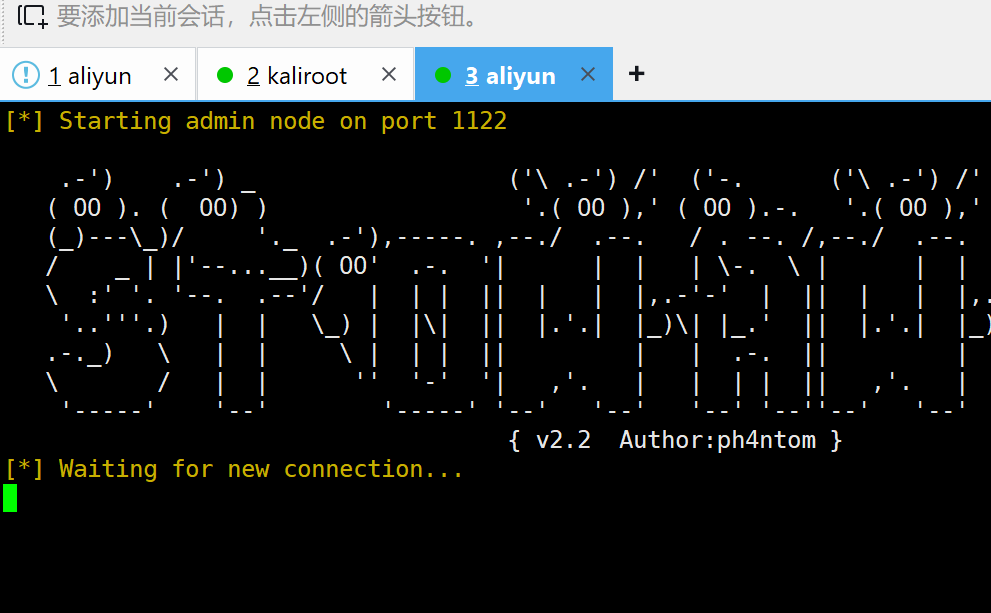 要添加当前会话，点击左侧的箭头按钮。
1 aliyun 2 kaliroot 3 aliyun
[*] Starting admin node on port 1122
{ v2.2  Author:ph4ntom }
[*] Waiting for new connection...